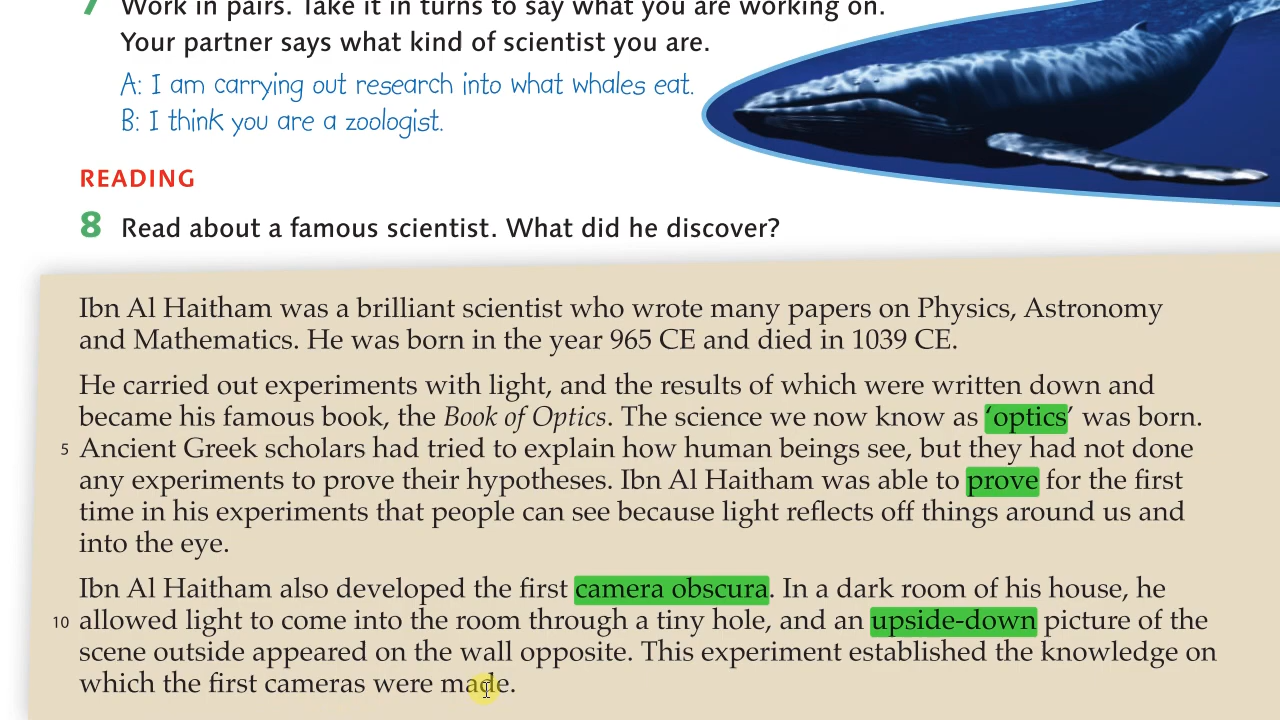 7 Work in pairs. Take it in turns to say what you are working on.
Your partner says what kind of scientist you are.
A: I am carrying out research into what whales eat.
B: I think you are a zoologist.
READING
8 Read about a famous scientist. What did he discover?
Ibn Al Haitham was a brilliant scientist who wrote many papers on Physics, Astronomy
and Mathematics. He was born in the year 965 CE and died in 1039 CE.
He carried out experiments with light, and the results of which were written down and
became his famous book, the Book of Optics. The science we now know as ‘optics’ was born.
5 Ancient Greek scholars had tried to explain how human beings see, but they had not done
any experiments to prove their hypotheses. Ibn Al Haitham was able to prove for the first
time in his experiments that people can see because light reflects off things around us and
into the eye.
Ibn Al Haitham also developed the first camera obscura. In a dark room of his house, he
10 allowed light to come into the room through a tiny hole, and an upside-down picture of the
scene outside appeared on the wall opposite. This experiment established the knowledge on
which the first cameras were made.